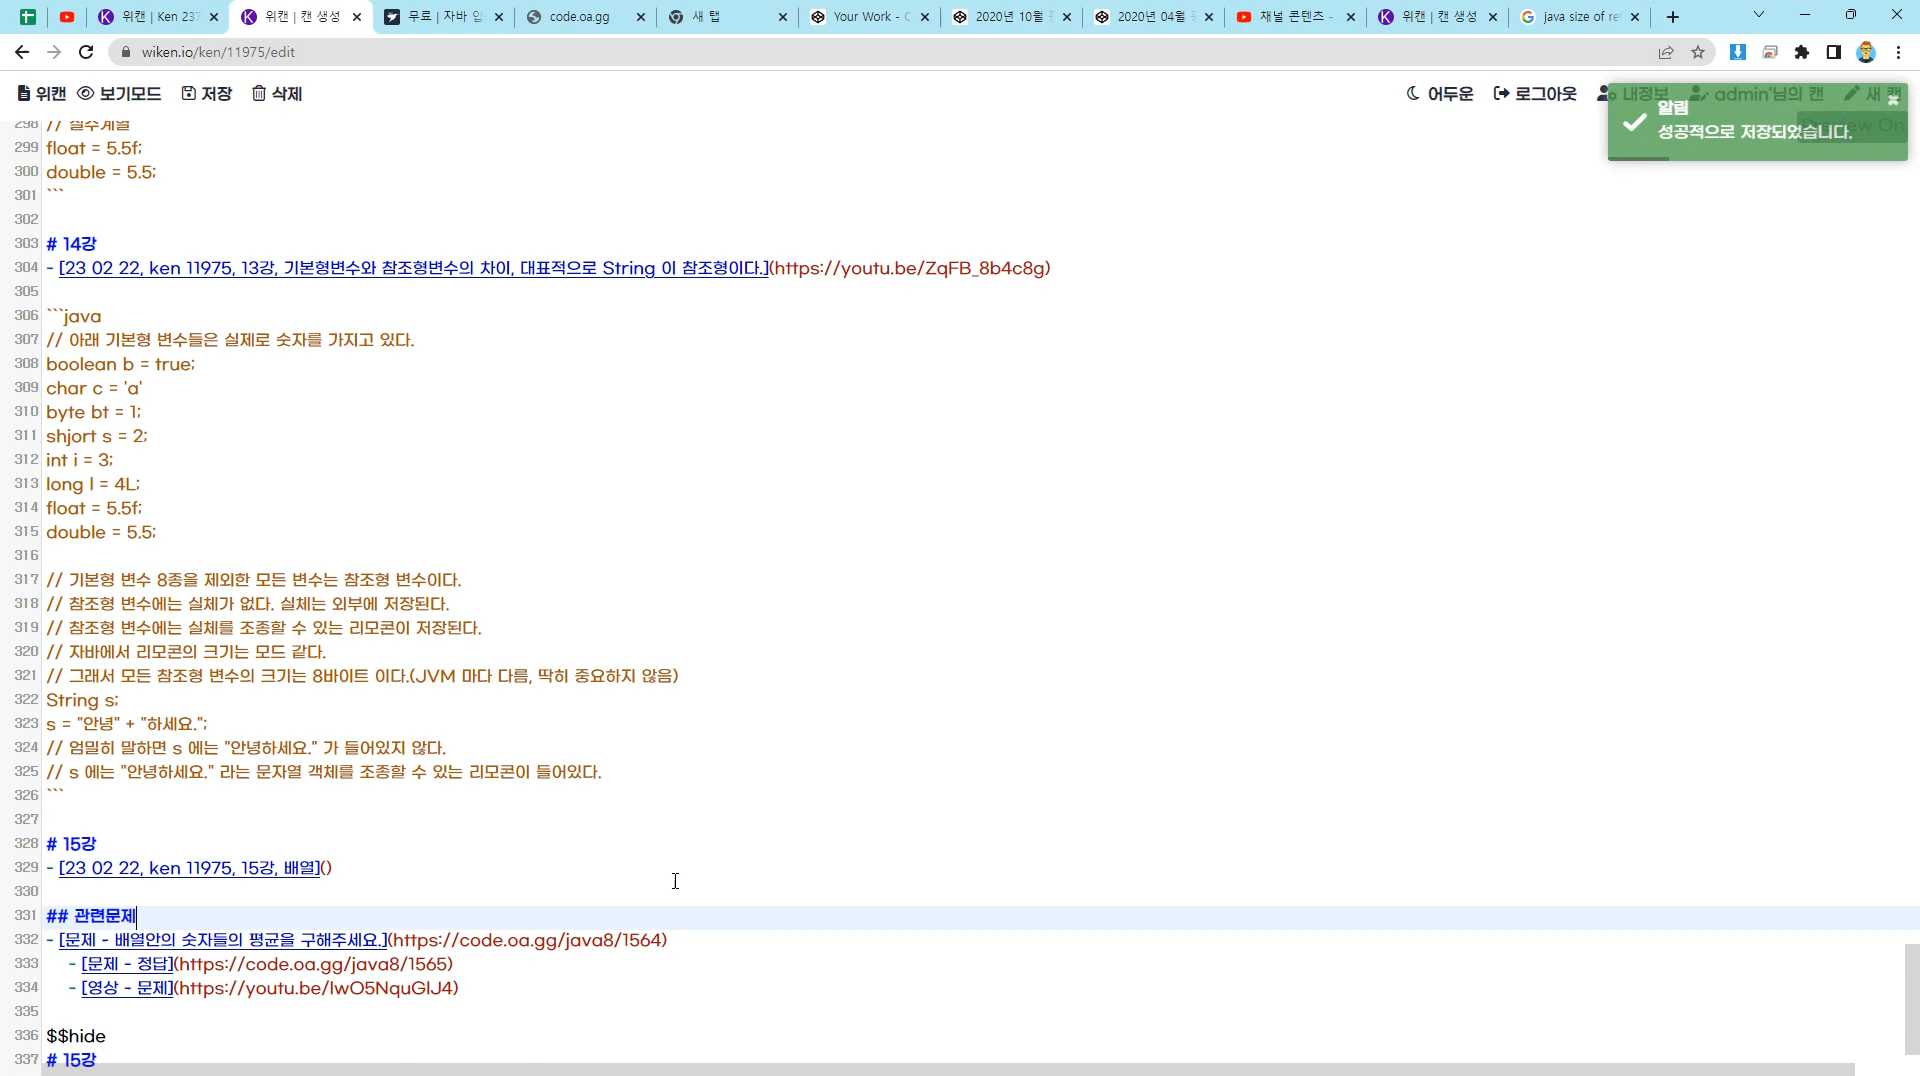 위캔 | Ken 237
위캔 | 캔 생성
무료 | 자바 입
code.oa.gg
새 탭
Your Work - C
2020년 10월
2020년 04월
채널 콘텐츠 -
위캔 | 캔 생성
java size of re
wiken.io/ken/11975/edit
위캔 보기모드 저장 삭제
어두운 로그아웃 내정보 admin'님의 캔 새 캔
알림
성공적으로 저장되었습니다.
298 // 실수계열
299 float = 5.5f;
300 double = 5.5;
301 ```
302
303 # 14강
304 - [23 02 22, ken 11975, 13강, 기본형변수와 참조형변수의 차이, 대표적으로 String 이 참조형이다.](https://youtu.be/ZqFB_8b4c8g)
305
306 ```java
307 // 아래 기본형 변수들은 실제로 숫자를 가지고 있다.
308 boolean b = true;
309 char c = 'a'
310 byte bt = 1;
311 shjort s = 2;
312 int i = 3;
313 long l = 4L;
314 float = 5.5f;
315 double = 5.5;
316
317 // 기본형 변수 8종을 제외한 모든 변수는 참조형 변수이다.
318 // 참조형 변수에는 실체가 없다. 실체는 외부에 저장된다.
319 // 참조형 변수에는 실체를 조종할 수 있는 리모콘이 저장된다.
320 // 자바에서 리모콘의 크기는 모드 같다.
321 // 그래서 모든 참조형 변수의 크기는 8바이트 이다.(JVM 마다 다름, 딱히 중요하지 않음)
322 String s;
323 s = "안녕" + "하세요.";
324 // 엄밀히 말하면 s 에는 "안녕하세요." 가 들어있지 않다.
325 // s 에는 "안녕하세요." 라는 문자열 객체를 조종할 수 있는 리모콘이 들어있다.
326 ```
327
328 # 15강
329 - [23 02 22, ken 11975, 15강, 배열]()
330
331 ## 관련문제
332 - [문제 - 배열안의 숫자들의 평균을 구해주세요.](https://code.oa.gg/java8/1564)
333 - [문제 - 정답](https://code.oa.gg/java8/1565)
334 - [영상 - 문제](https://youtu.be/lwO5NquGlJ4)
335
336 $$hide
337 # 15강